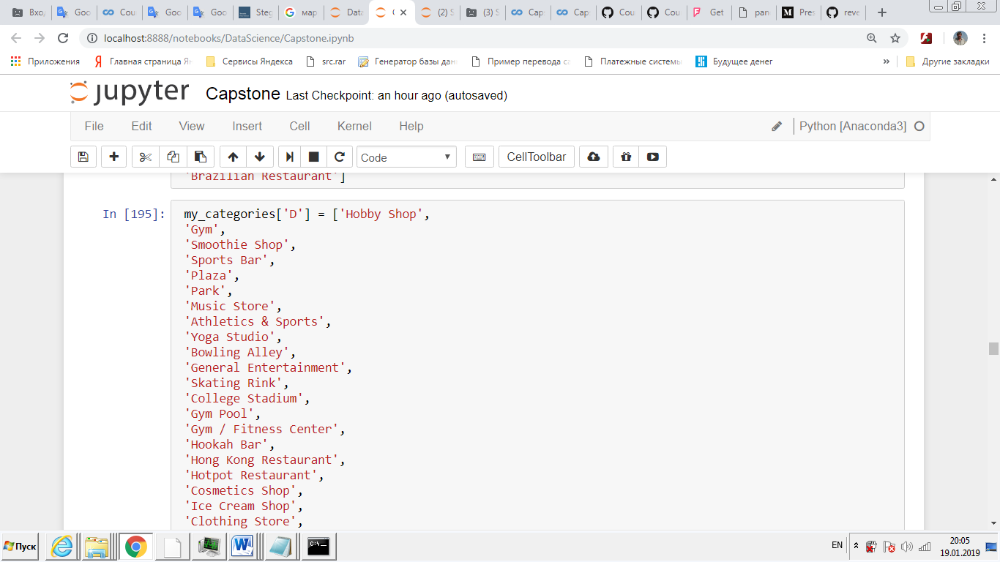 Вход
Goo
Cou
Goo
Goo
Steg
мар
Data
C
(2) S
(3) S
Cap
Cap
Cou
Cou
Get
pan
Pres
reve
localhost:8888/notebooks/DataScience/Capstone.ipynb
Приложения
Главная страница Ян
Сервисы Яндекса
src.rar
Генератор базы дан
Пример перевода са
Платежные системы
Будущее денег
»
Другие закладки
jupyter Capstone Last Checkpoint: an hour ago (autosaved)
File Edit View Insert Cell Kernel Help Python [Anaconda3]
Code CellToolbar
'Brazilian Restaurant']
In [195]: my_categories['D'] = ['Hobby Shop',
'Gym',
'Smoothie Shop',
'Sports Bar',
'Plaza',
'Park',
'Music Store',
'Athletics & Sports',
'Yoga Studio',
'Bowling Alley',
'General Entertainment',
'Skating Rink',
'College Stadium',
'Gym Pool',
'Gym / Fitness Center',
'Hookah Bar',
'Hong Kong Restaurant',
'Hotpot Restaurant',
'Cosmetics Shop',
'Ice Cream Shop',
'Clothing Store',
Пуск
C:\.
EN
20:05
19.01.2019